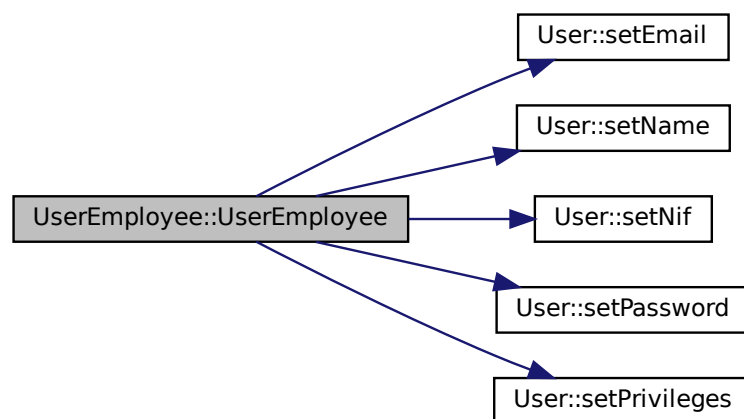 User::setEmail
User::setName
UserEmployee::UserEmployee
User::setNif
User::setPassword
User::setPrivileges